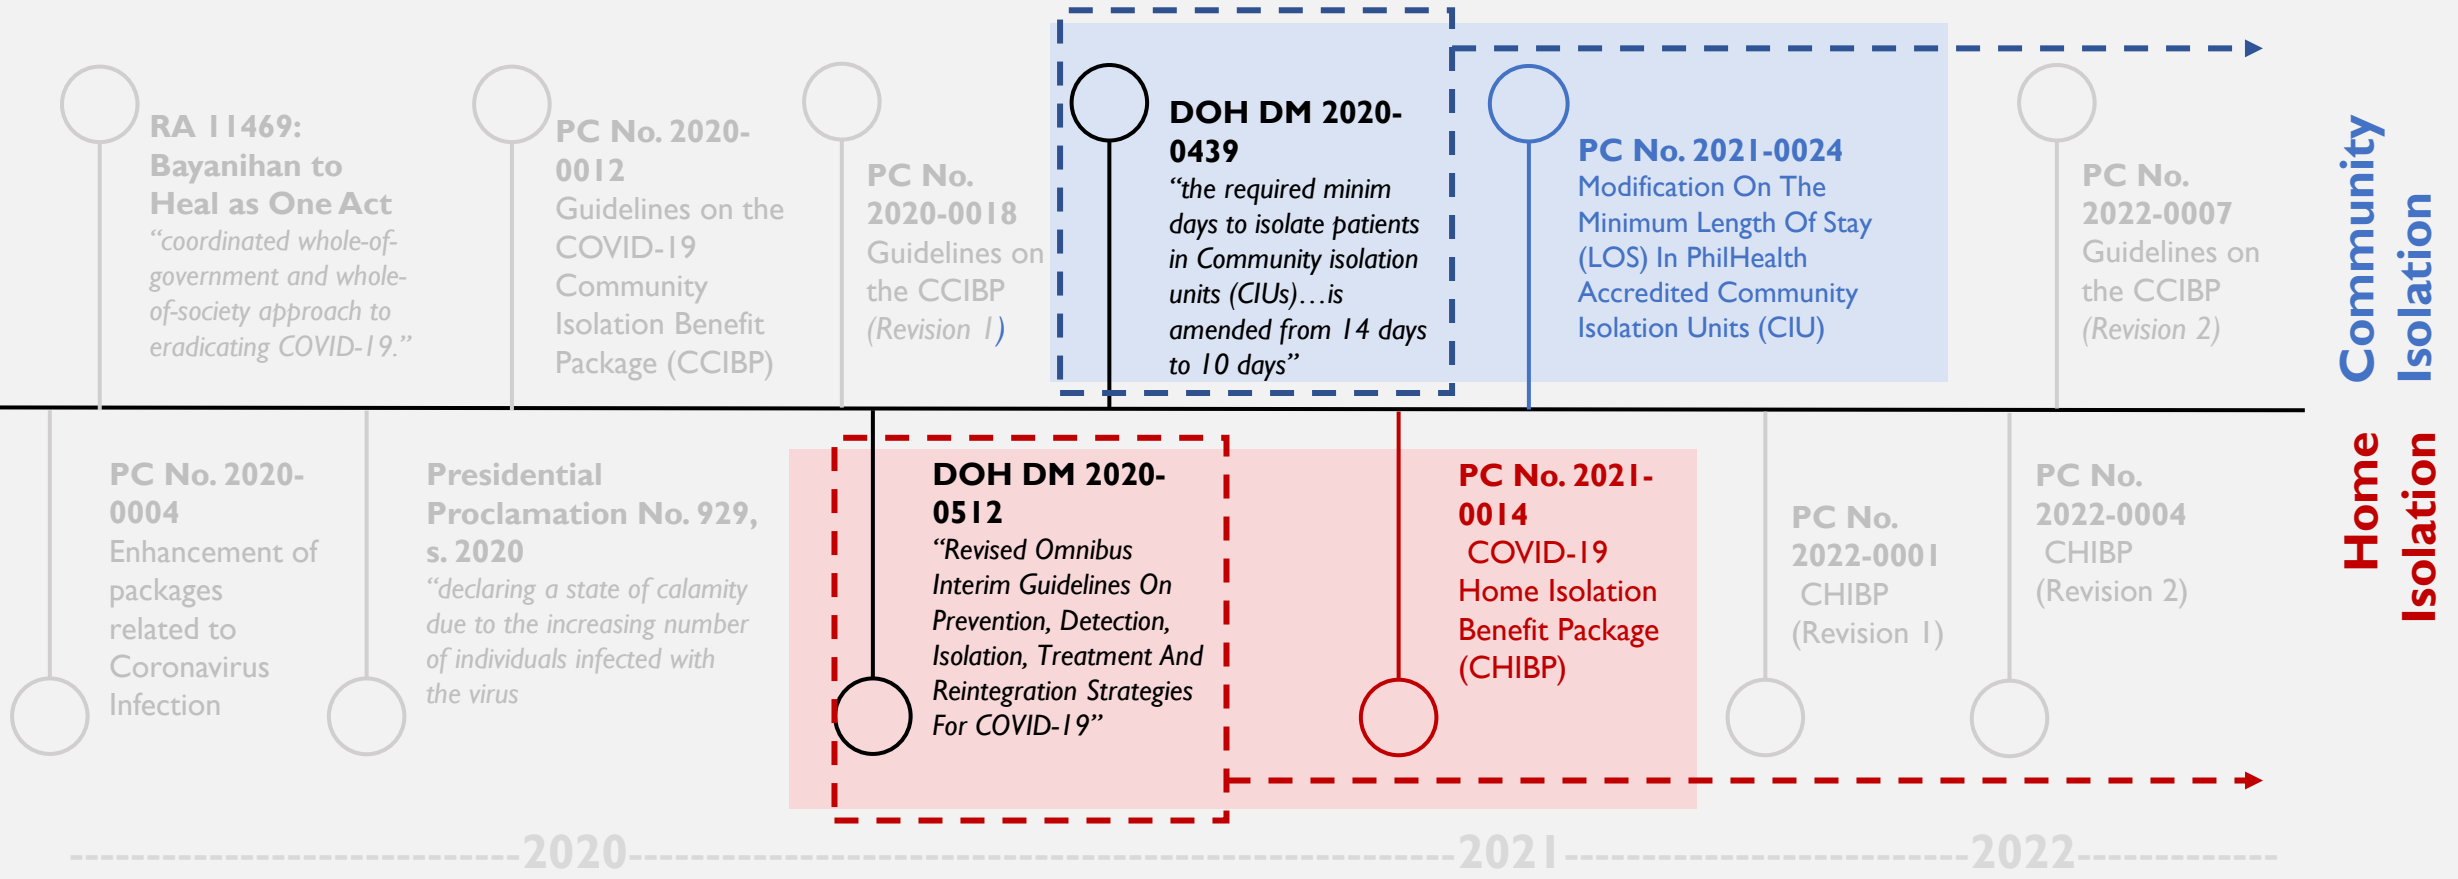 RA 11469:
Bayanihan to
Heal as One Act
“coordinated whole-of-
government and whole-
of-society approach to
eradicating COVID-19.”
PC No. 2020-
0012
Guidelines on the
COVID-19
Community
Isolation Benefit
Package (CCIBP)
PC No.
2020-0018
Guidelines on
the CCIBP
(Revision 1)
DOH DM 2020-
0439
“the required minim
days to isolate patients
in Community isolation
units (CIUs)…is
amended from 14 days
to 10 days”
PC No. 2021-0024
Modification On The
Minimum Length Of Stay
(LOS) In PhilHealth
Accredited Community
Isolation Units (CIU)
PC No.
2022-0007
Guidelines on
the CCIBP
(Revision 2)
Community
Isolation
PC No. 2020-
0004
Enhancement of
packages
related to
Coronavirus
Infection
Presidential
Proclamation No. 929,
s. 2020
“declaring a state of calamity
due to the increasing number
of individuals infected with
the virus
DOH DM 2020-
0512
“Revised Omnibus
Interim Guidelines On
Prevention, Detection,
Isolation, Treatment And
Reintegration Strategies
For COVID-19”
PC No. 2021-
0014
COVID-19
Home Isolation
Benefit Package
(CHIBP)
PC No.
2022-0001
CHIBP
(Revision 1)
PC No.
2022-0004
CHIBP
(Revision 2)
Home
Isolation
2020 2021 2022